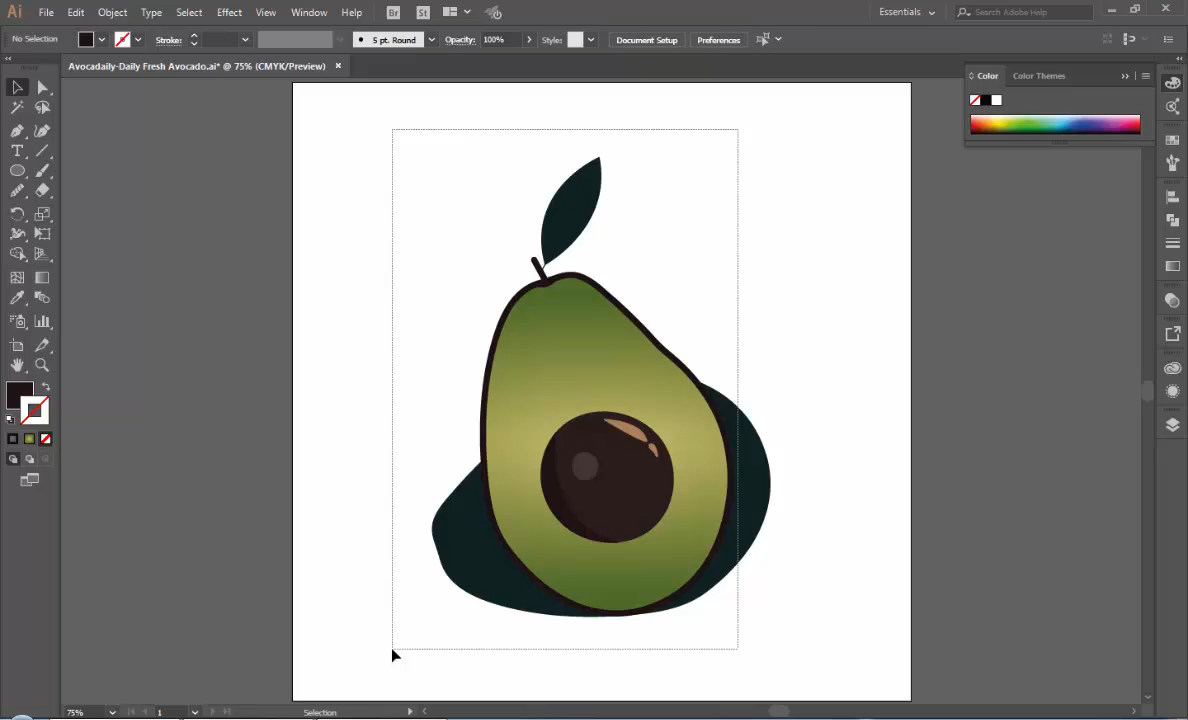 Ai File Edit Object Type Select Effect View Window Help Br St Essentials Search Adobe Help
No Selection Stroke: 5 pt. Round Opacity: 100% Style: Document Setup Preferences
Avocadaily-Daily Fresh Avocado.ai* @ 75% (CMYK/Preview) ×
Color Color Themes
75% 1 Selection